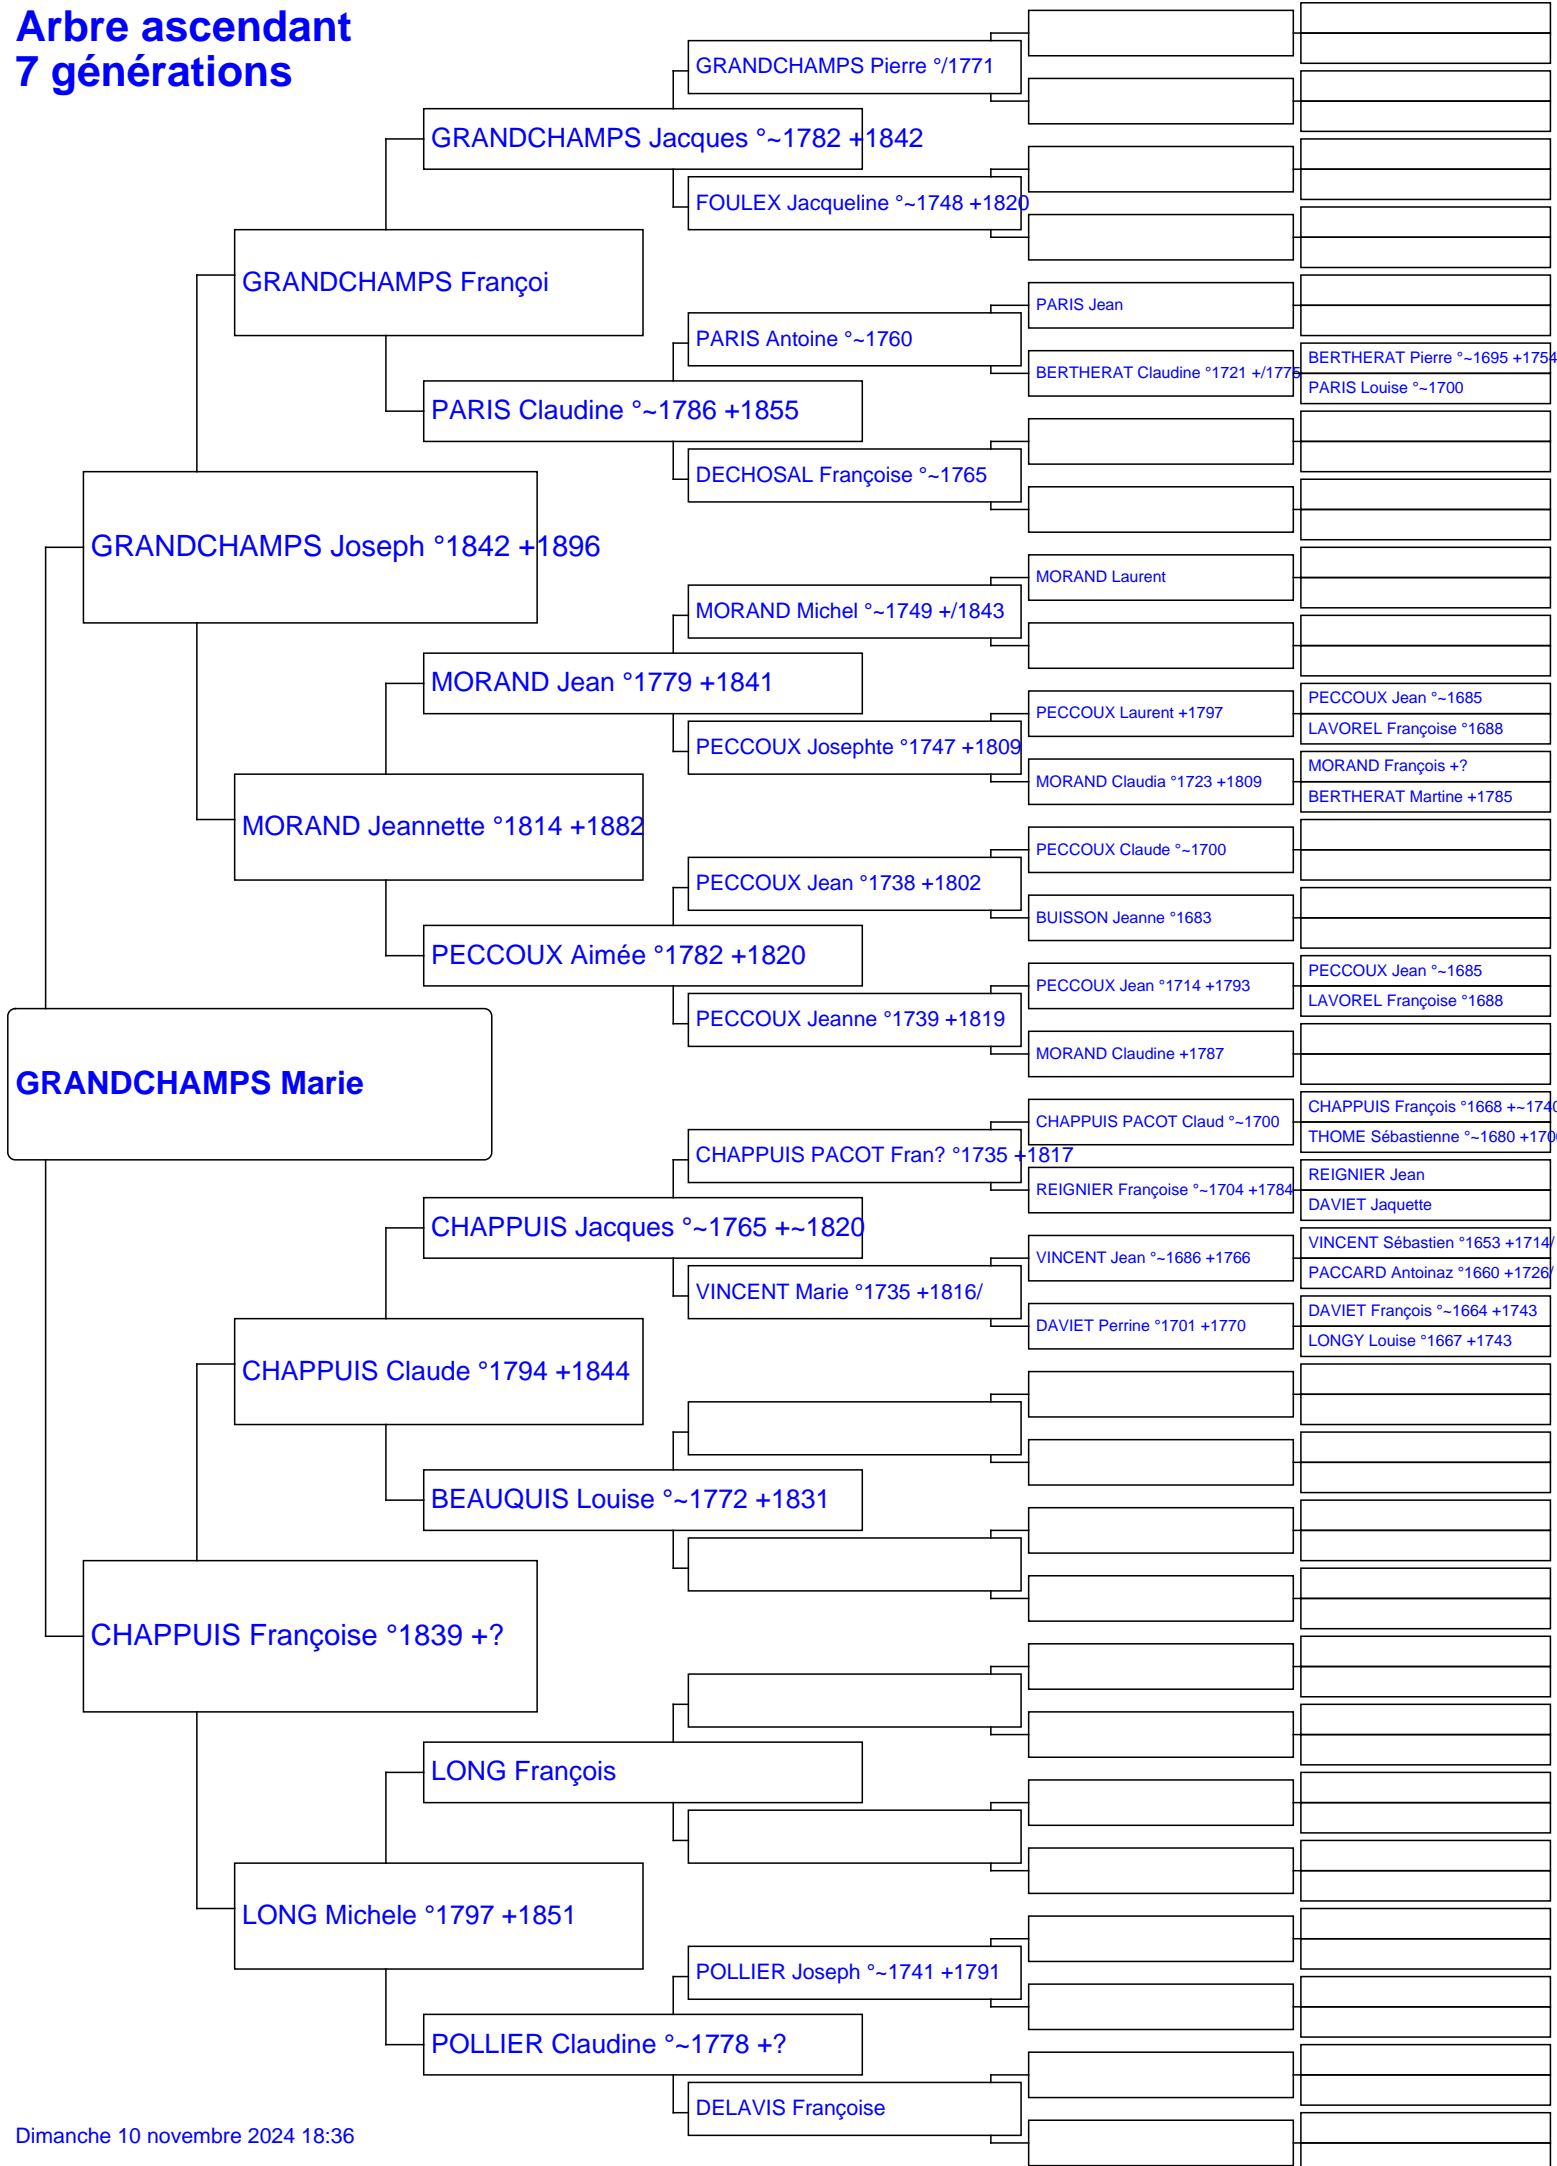 Arbre ascendant
7 générations
GRANDCHAMPS Pierre °/1771
GRANDCHAMPS Jacques °~1782 +1842
FOULEX Jacqueline °~1748 +1820
GRANDCHAMPS Françoi
PARIS Jean
PARIS Antoine °~1760
BERTHERAT Pierre °~1695 +1754
BERTHERAT Claudine °1721 +/1775
PARIS Louise °~1700
PARIS Claudine °~1786 +1855
DECHOSAL Françoise °~1765
GRANDCHAMPS Joseph °1842 +1896
MORAND Laurent
MORAND Michel °~1749 +/1843
MORAND Jean °1779 +1841
PECCOUX Jean °~1685
PECCOUX Laurent +1797
LAVOREL Françoise °1688
PECCOUX Josephte °1747 +1809
MORAND François +?
MORAND Claudia °1723 +1809
BERTHERAT Martine +1785
MORAND Jeannette °1814 +1882
PECCOUX Claude °~1700
PECCOUX Jean °1738 +1802
BUISSON Jeanne °1683
PECCOUX Aimée °1782 +1820
PECCOUX Jean °~1685
PECCOUX Jean °1714 +1793
LAVOREL Françoise °1688
PECCOUX Jeanne °1739 +1819
MORAND Claudine +1787
GRANDCHAMPS Marie
CHAPPUIS François °1668 +~1740
CHAPPUIS PACOT Claud °~1700
THOME Sébastienne °~1680 +170
CHAPPUIS PACOT Fran? °1735 +1817
REIGNIER Jean
REIGNIER Françoise °~1704 +1784
DAVIET Jaquette
CHAPPUIS Jacques °~1765 +~1820
VINCENT Sébastien °1653 +1714/
VINCENT Jean °~1686 +1766
PACCARD Antoinaz °1660 +1726/
VINCENT Marie °1735 +1816/
DAVIET François °~1664 +1743
DAVIET Perrine °1701 +1770
LONGY Louise °1667 +1743
CHAPPUIS Claude °1794 +1844
BEAUQUIS Louise °~1772 +1831
CHAPPUIS Françoise °1839 +?
LONG François
LONG Michele °1797 +1851
POLLIER Joseph °~1741 +1791
POLLIER Claudine °~1778 +?
DELAVIS Françoise
Dimanche 10 novembre 2024 18:36